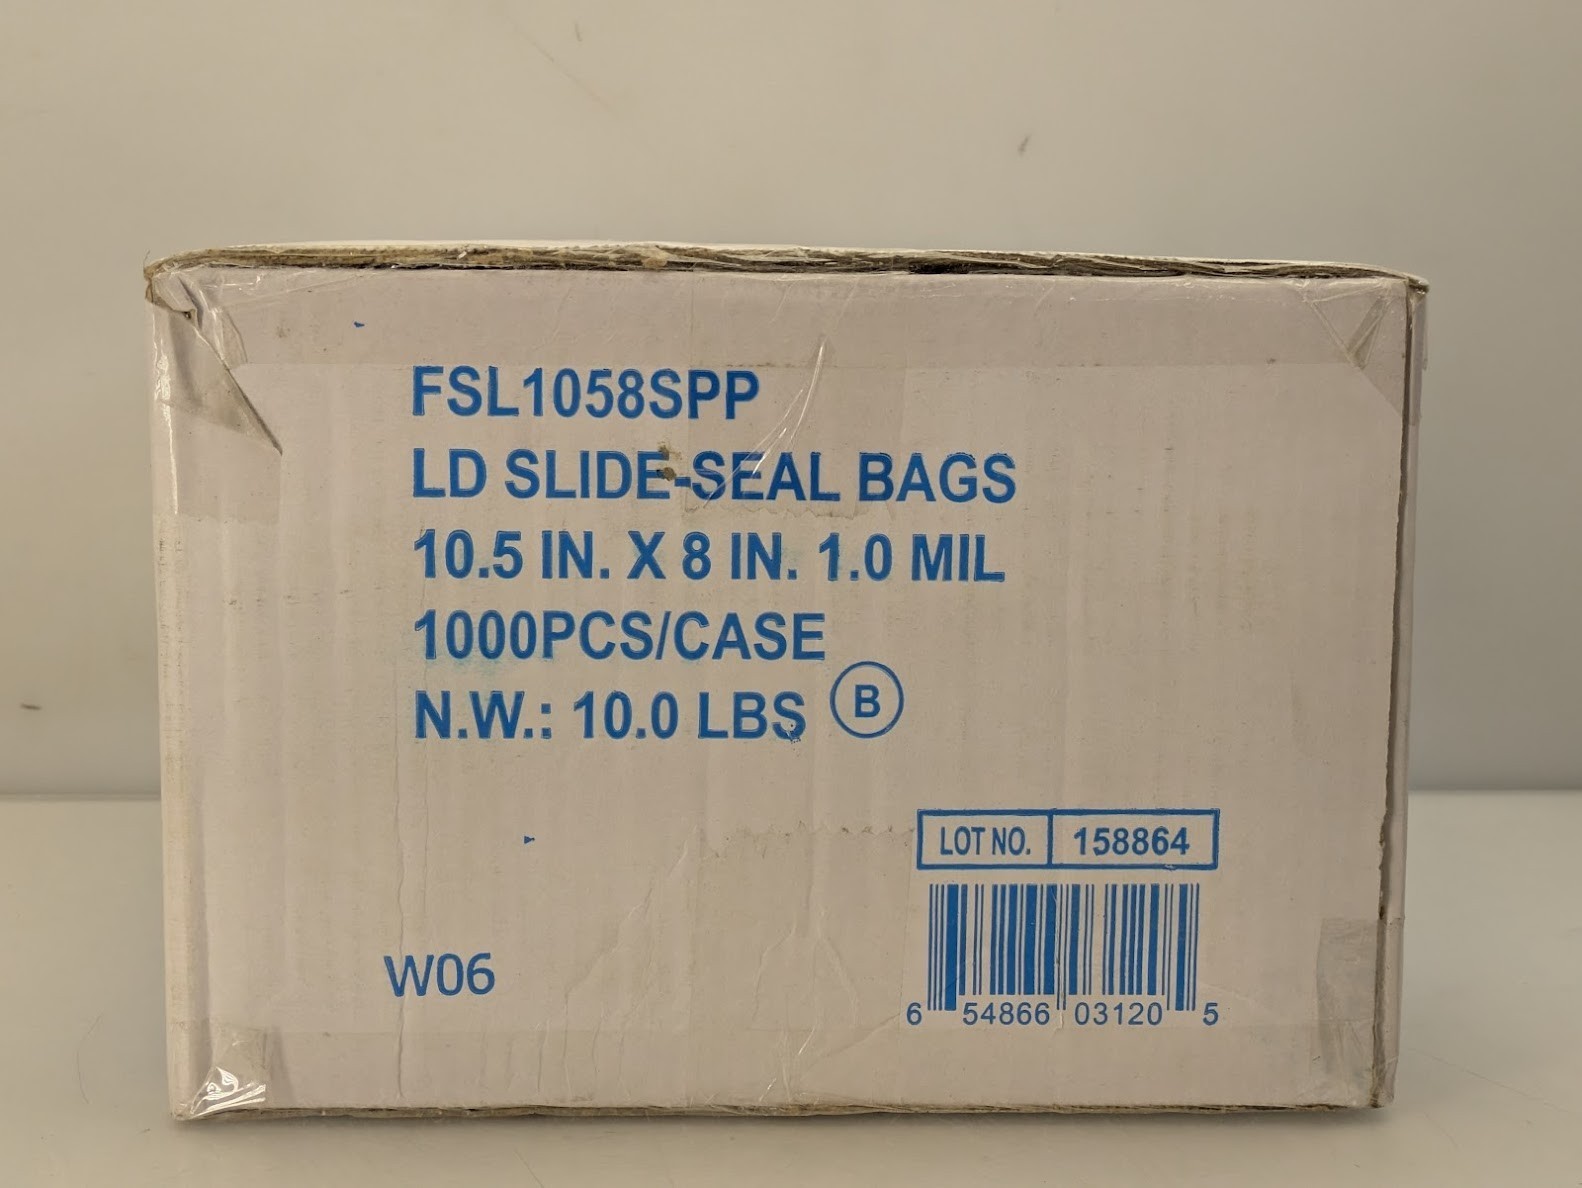 FSL1058SPP
LD SLIDE-SEAL BAGS
10.5 IN. X 8 IN. 1.0 MIL
1000PCS/CASE
N.W.: 10.0 LBS B
LOT NO. 158864
W06
6 54866 03120 5